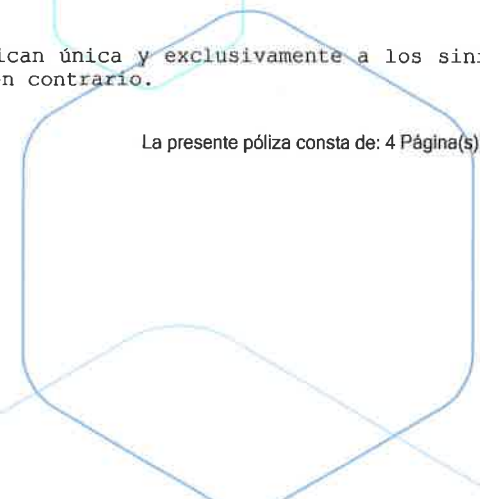 ican única y exclusivamente a los sin
n contrario.
La presente póliza consta de: 4 Página(s)